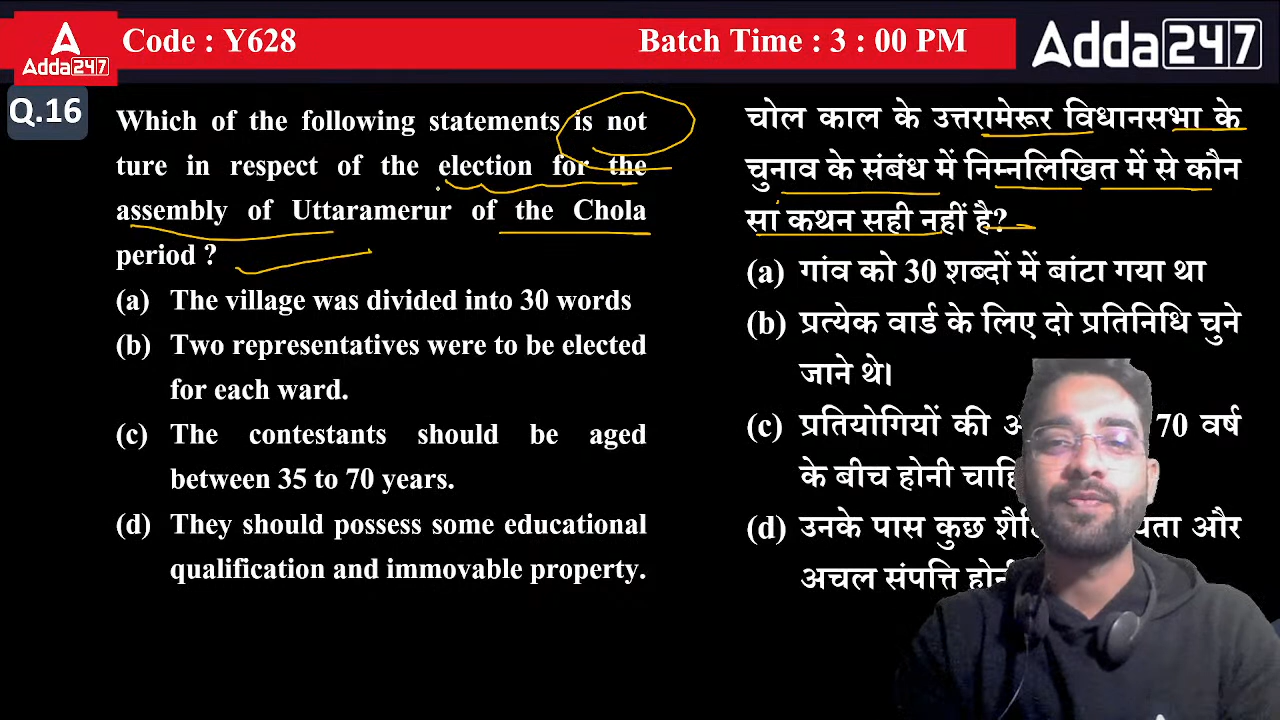 Code : Y628
Batch Time : 3 : 00 PM
Adda247
Adda247
Q.16
Which of the following statements is not
ture in respect of the election for the
assembly of Uttaramerur of the Chola
period ?
(a) The village was divided into 30 words
(b) Two representatives were to be elected
for each ward.
(c) The contestants should be aged
between 35 to 70 years.
(d) They should possess some educational
qualification and immovable property.
चोल काल के उत्तरामेरूर विधानसभा के
चुनाव के संबंध में निम्नलिखित में से कौन
सा कथन सही नहीं है?
(a) गांव को 30 शब्दों में बांटा गया था
(b) प्रत्येक वार्ड के लिए दो प्रतिनिधि चुने
जाने थे।
(c) प्रतियोगियों की 70 वर्ष
के बीच होनी
(d) उनके पास कुछ और
अचल संपत्ति